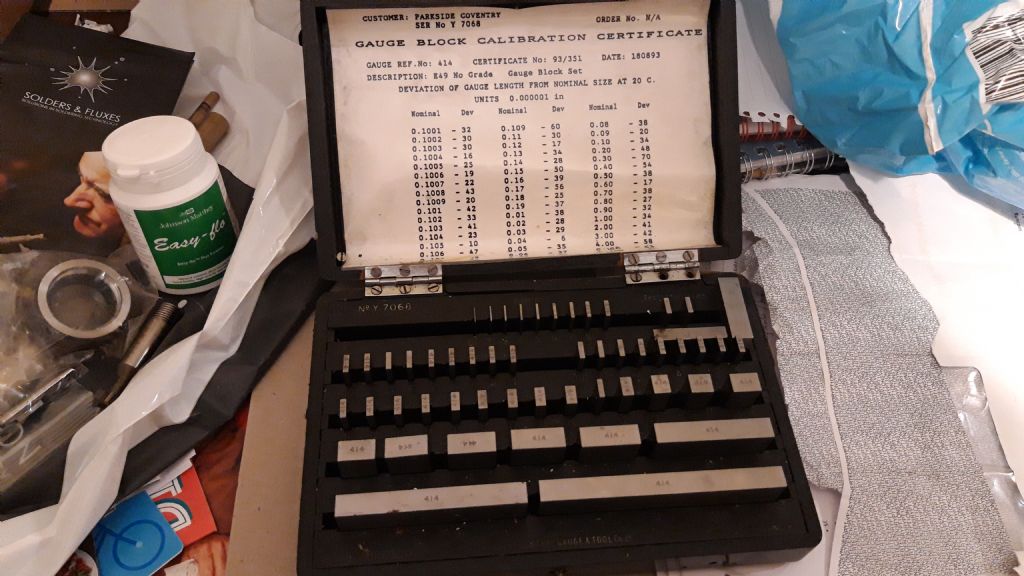 CUSTOMER: PARKSIDE COVENTRY
SER No Y 7068
ORDER No. N/A
GAUGE BLOCK CALIBRATION CERTIFICATE
GAUGE REF.No: 414 CERTIFICATE No: 93/351 DATE: 180893
DESCRIPTION: E49 No Grade Gauge Block Set
DEVIATION OF GAUGE LENGTH FROM NOMINAL SIZE AT 20 C.
UNITS 0.000001 in
Nominal Dev Nominal Dev Nominal Dev
0.1001 - 32 0.109 - 60 0.08 - 38
0.1002 - 30 0.11 - 30 0.09 - 20
0.1003 - 30 0.12 - 17 0.10 - 34
0.1004 - 16 0.13 - 34 0.20 - 48
0.1005 - 25 0.14 - 28 0.30 - 70
0.1006 - 19 0.15 - 50 0.40 - 54
0.1007 - 22 0.16 - 39 0.50 - 38
0.1008 - 43 0.17 - 56 0.60 - 17
0.1009 - 20 0.18 - 25 0.70 - 38
0.101 - 42 0.19 - 37 0.80 - 27
0.102 - 33 0.01 - 38 0.90 - 32
0.103 - 41 0.02 - 28 1.00 - 34
0.104 - 23 0.03 - 29 2.00 - 41
0.105 - 10 0.04 - 6 3.00 - 42
0.106 - 47 0.05 - 35 4.00 - 58
SOLDERS & FLUXES
Johnson Matthey
Easy-flo
No Y 7068
414 414 414
414 414 414 414
414 414